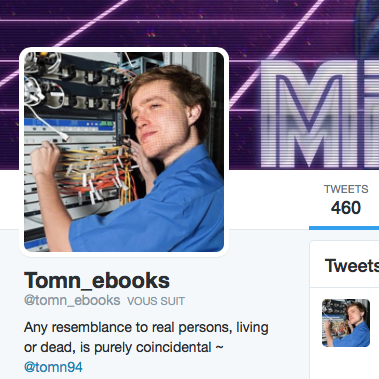 Mi
TWEETS
460
Tomn_ebooks
@tomn_ebooks VOUS SUIT
Any resemblance to real persons, living
or dead, is purely coincidental ~
@tomn94
Tweets